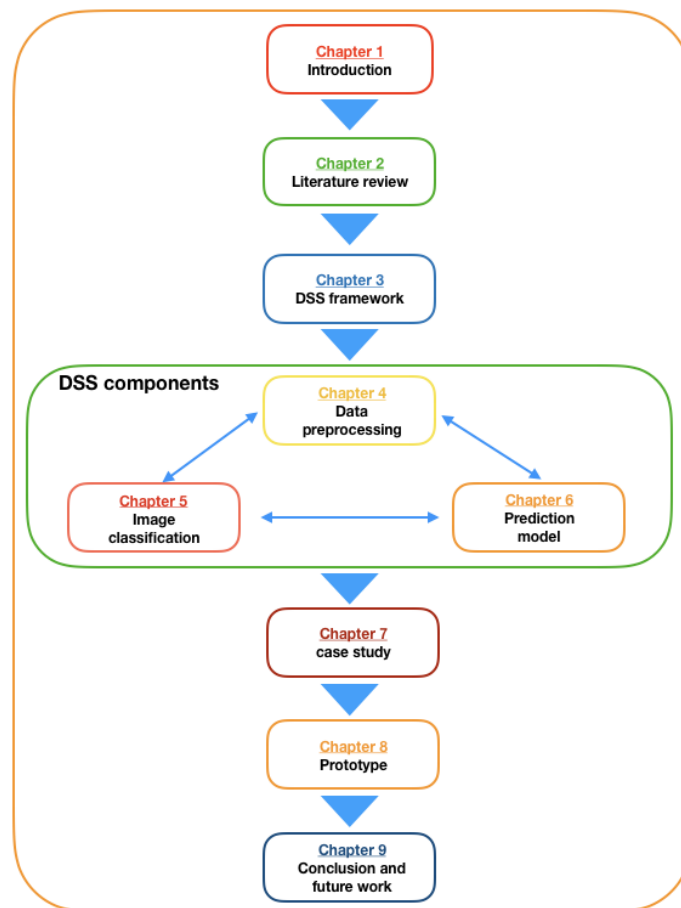 Chapter 1
Introduction
Chapter 2
Literature review
Chapter 3
DSS framework
DSS components
Chapter 4
Data
preprocessing
Chapter 5
Image
classification
Chapter 6
Prediction
model
Chapter 7
case study
Chapter 8
Prototype
Chapter 9
Conclusion and
future work